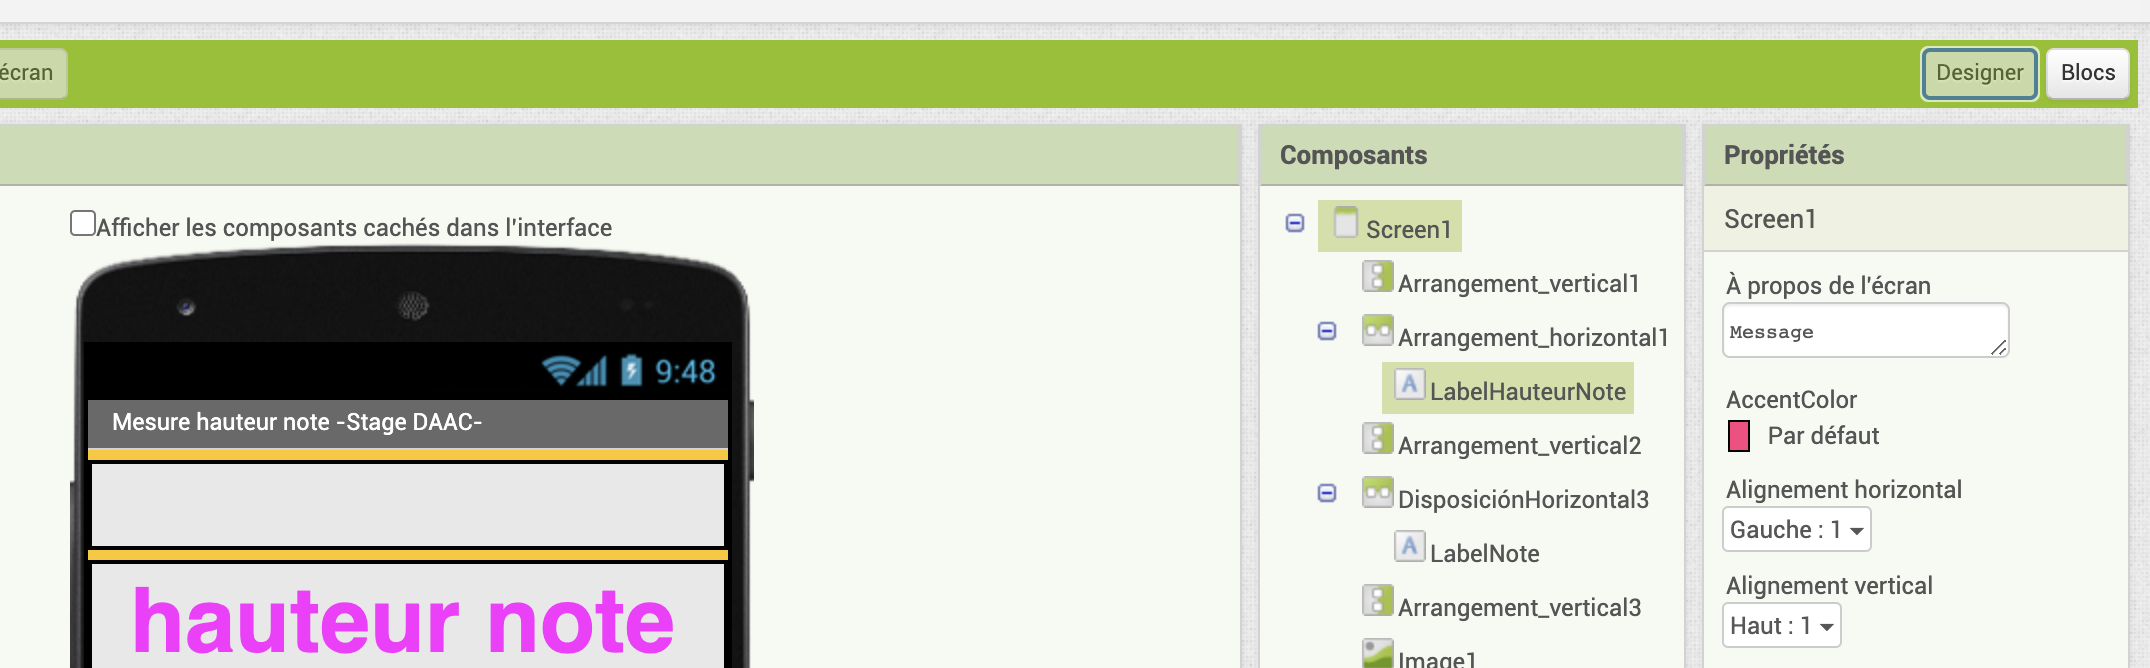 écran
Designer
Blocs
Composants
Propriétés
Afficher les composants cachés dans l'interface
9:48
Mesure hauteur note -Stage DAAC-
hauteur note
Screen1
Arrangement_vertical1
Arrangement_horizontal1
LabelHauteurNote
Arrangement_vertical2
DisposiciónHorizontal3
LabelNote
Arrangement_vertical3
Image1
Screen1
À propos de l'écran
Message
AccentColor
Par défaut
Alignement horizontal
Gauche : 1
Alignement vertical
Haut : 1